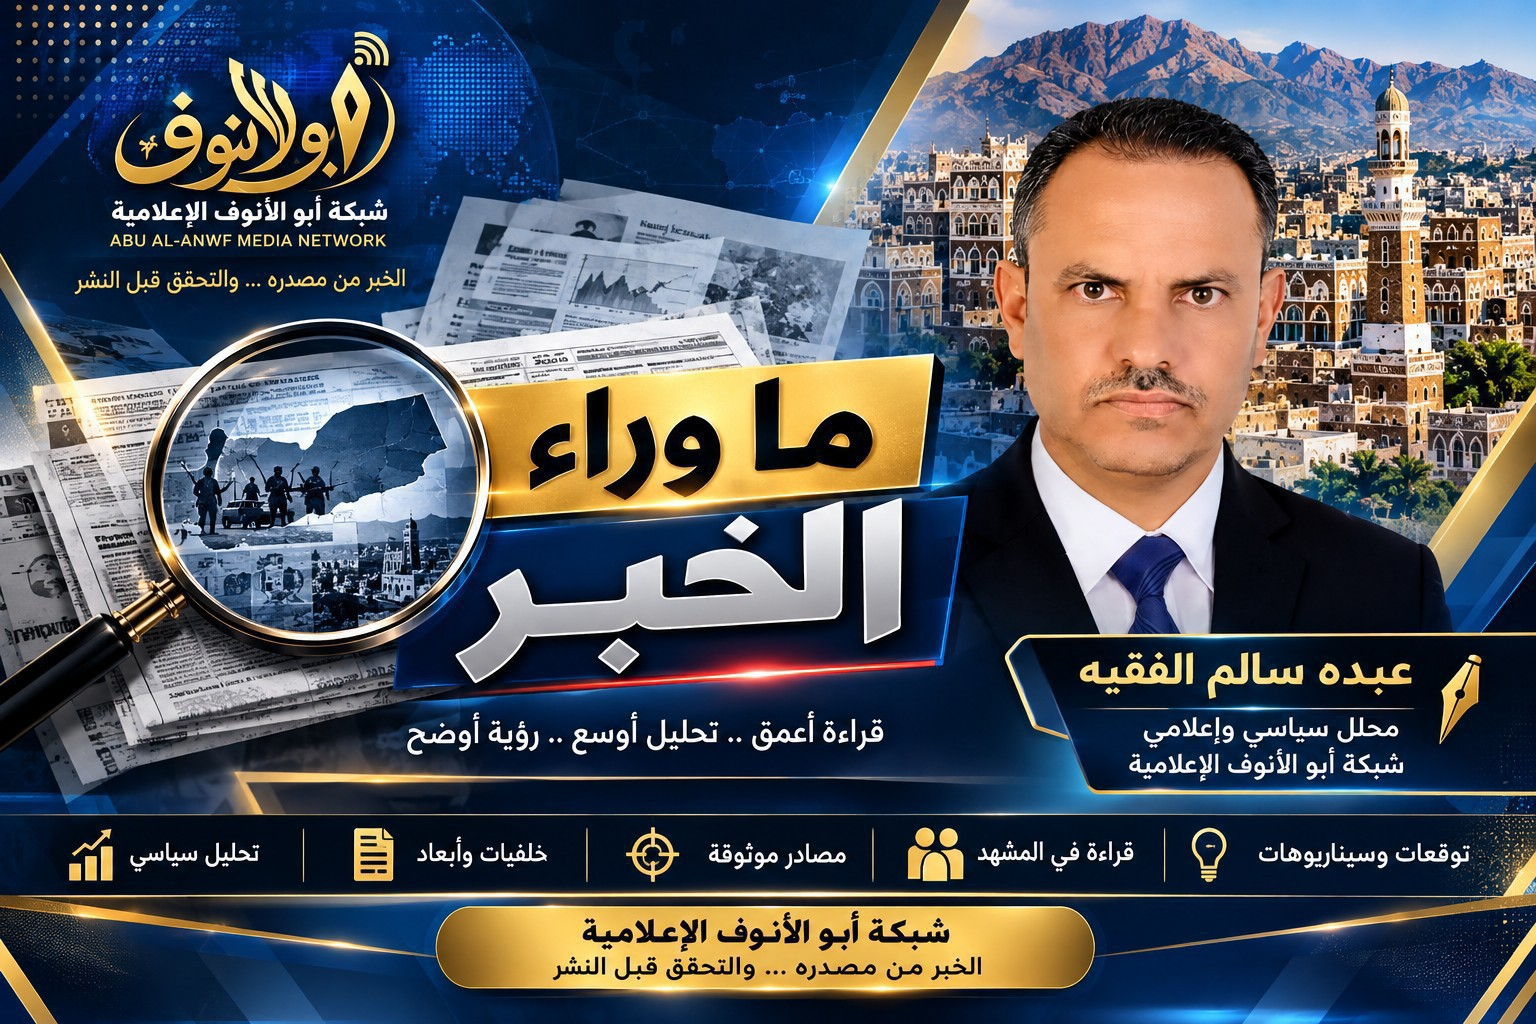 أبو الأنوف
شبكة أبو الأنوف الإعلامية
ABU AL-ANWF MEDIA NETWORK
الخبر من مصدره ... والتحقق قبل النشر
ما وراء
الخبر
قراءة أعمق .. تحليل أوسع .. رؤية أوضح
عبده سالم الفقيه
محلل سياسي وإعلامي
شبكة أبو الأنوف الإعلامية
توقعات وسيناريوهات
قراءة في المشهد
مصادر موثوقة
خلفيات وأبعاد
تحليل سياسي
شبكة أبو الأنوف الإعلامية
الخبر من مصدره ... والتحقق قبل النشر